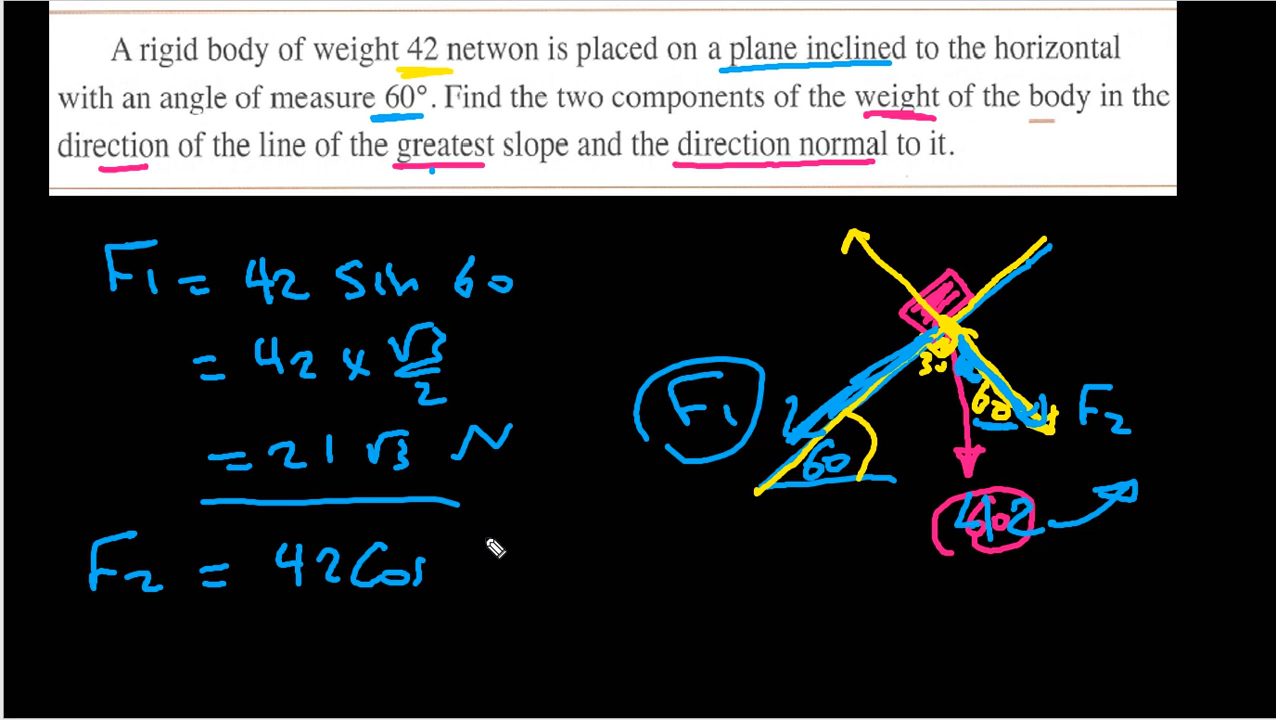 A rigid body of weight 42 netwon is placed on a plane inclined to the horizontal
with an angle of measure 60°. Find the two components of the weight of the body in the
direction of the line of the greatest slope and the direction normal to it.
F1 = 42 Sin 60
= 42 × √3/2
= 21 √3 N
F2 = 42 Cos
30
60
F1
F2
60
42